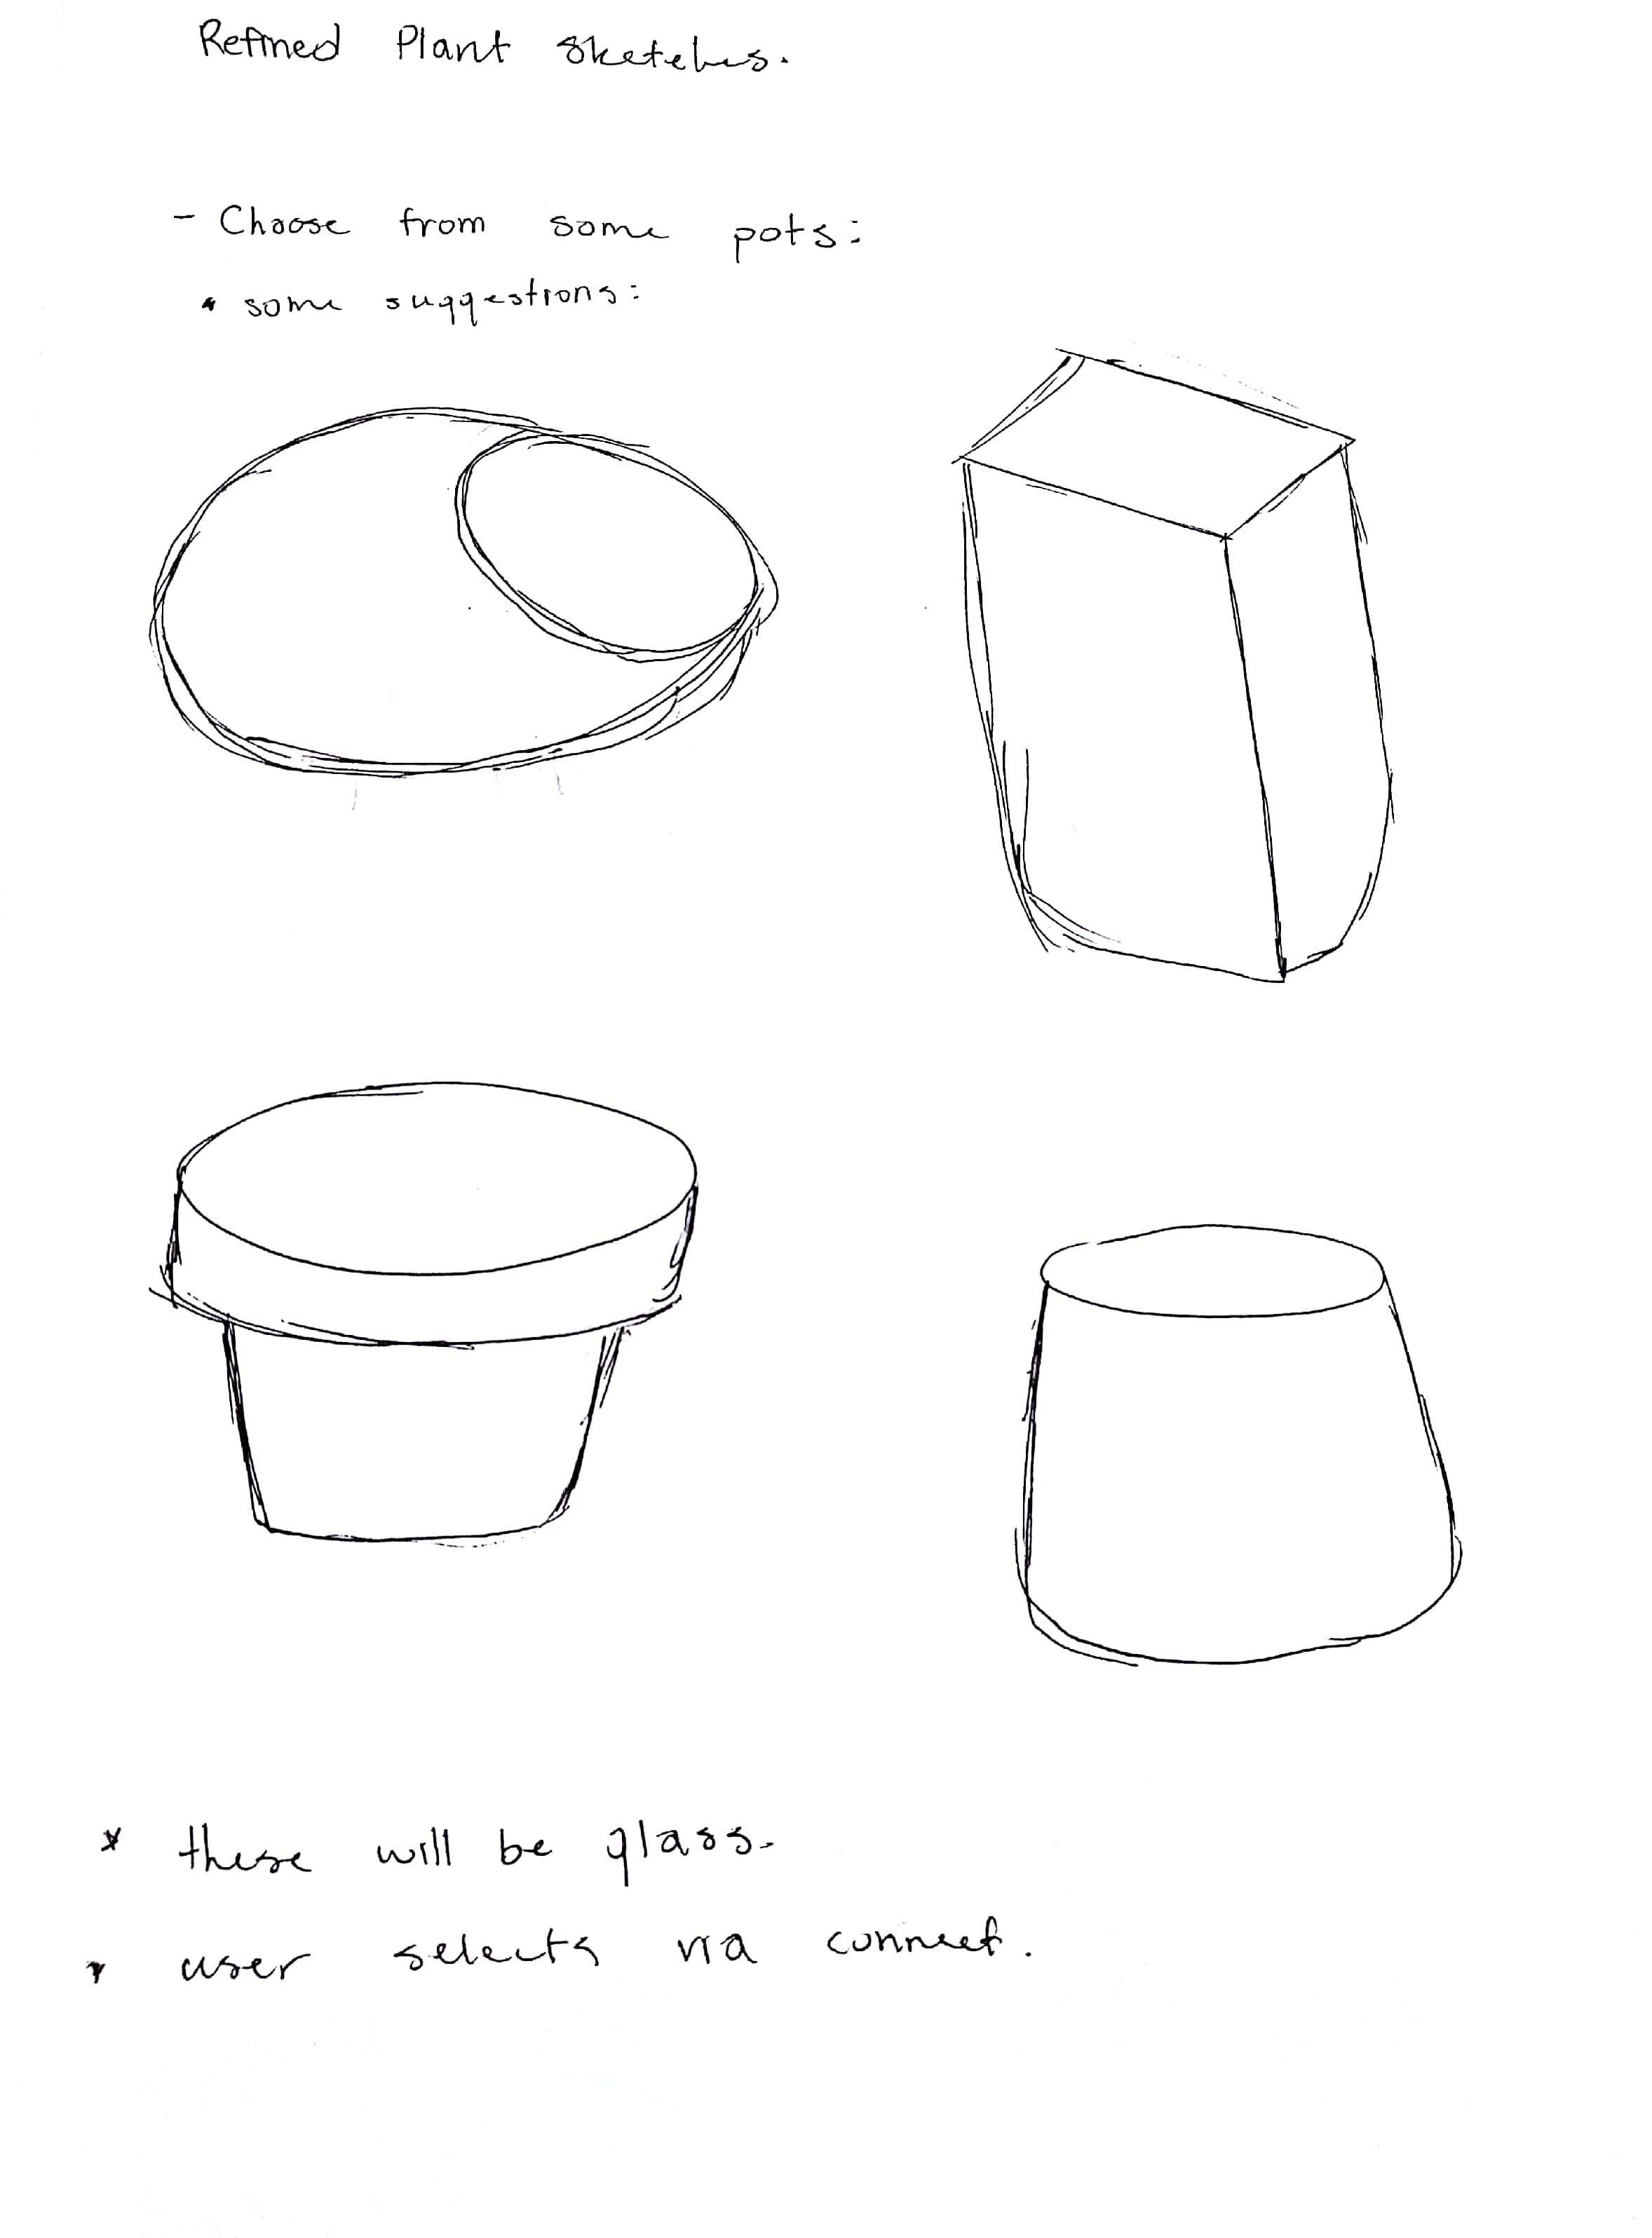 Refined Plant Sketches.
- Choose from some pots:
• some suggestions:
* these will be glass.
* user selects via connect.